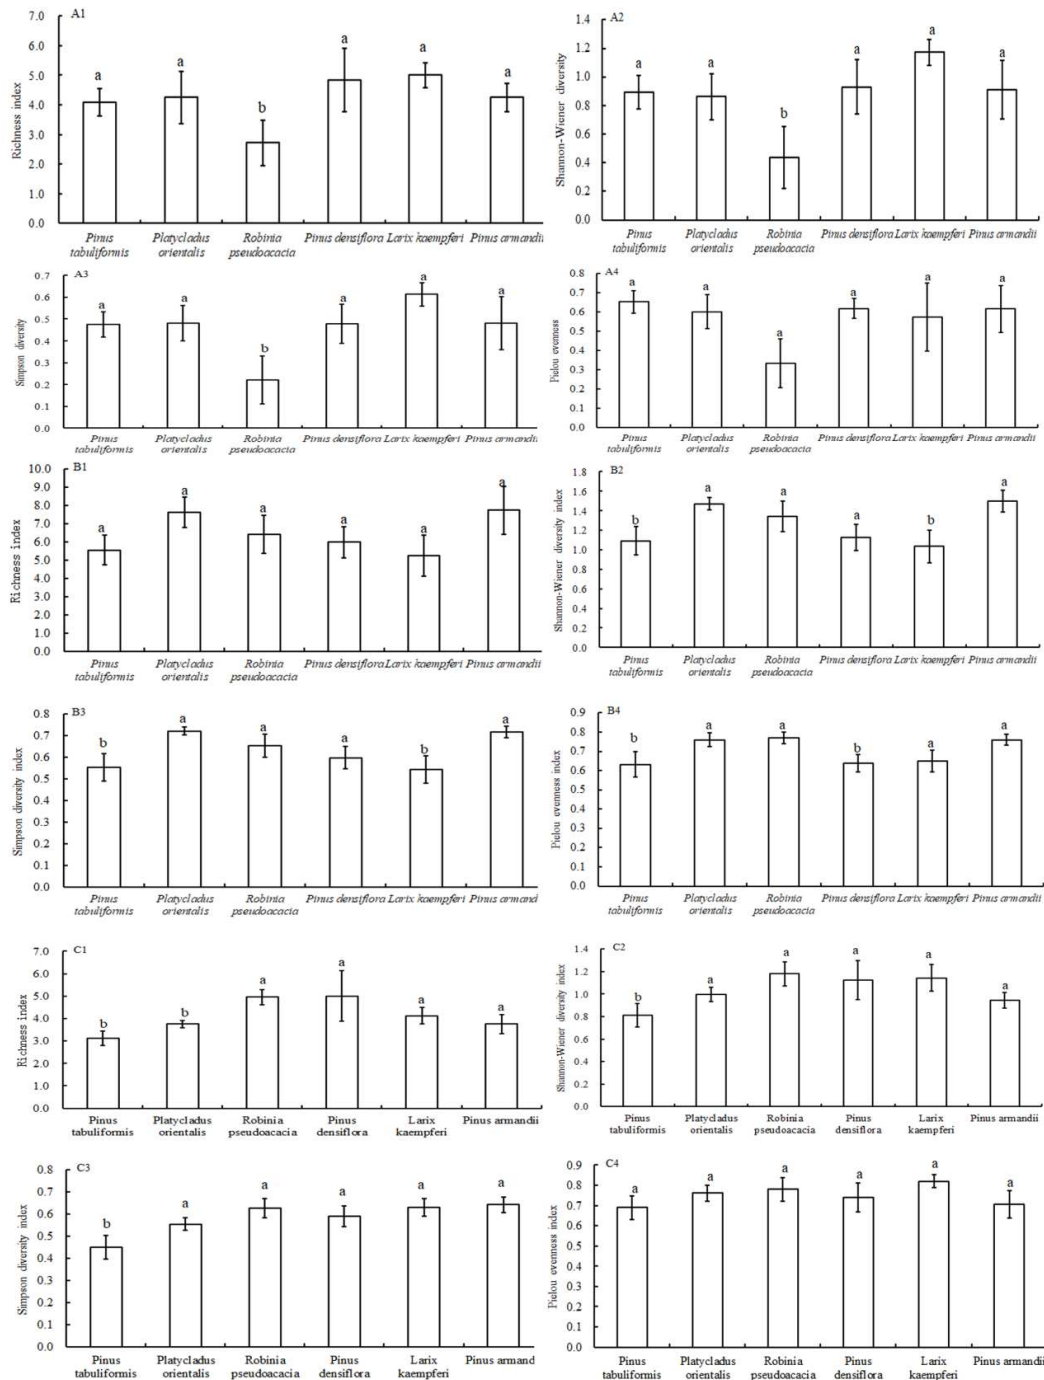 A1
Richness index
7.0
6.0
5.0
4.0
3.0
2.0
1.0
0.0
a
a
b
a
a
a
Pinus
tabuliformis
Platycladus
orientalis
Robinia
pseudoacacia
Pinus densiflora
Larix kaempferi
Pinus armandii
A2
Shannon-Wiener diversity
1.4
1.2
1.0
0.8
0.6
0.4
0.2
0.0
a
a
b
a
a
a
Pinus
tabuliformis
Platycladus
orientalis
Robinia
pseudoacacia
Pinus densiflora
Larix kaempferi
Pinus armandii
A3
Simpson diversity
0.7
0.6
0.5
0.4
0.3
0.2
0.1
0.0
a
a
b
a
a
a
Pinus
tabuliformis
Platycladus
orientalis
Robinia
pseudoacacia
Pinus densiflora
Larix kaempferi
Pinus armandii
A4
Pielou evenness
0.8
0.7
0.6
0.5
0.4
0.3
0.2
0.1
0.0
a
a
a
a
a
a
Pinus
tabuliformis
Platycladus
orientalis
Robinia
pseudoacacia
Pinus densiflora
Larix kaempferi
Pinus armandii
B1
Richness index
10.0
9.0
8.0
7.0
6.0
5.0
4.0
3.0
2.0
1.0
0.0
a
a
a
a
a
a
Pinus
tabuliformis
Platycladus
orientalis
Robinia
pseudoacacia
Pinus densiflora
Larix kaempferi
Pinus armandii
B2
Shannon-Wiener diversity index
1.8
1.6
1.4
1.2
1.0
0.8
0.6
0.4
0.2
0.0
b
a
a
a
b
a
Pinus
tabuliformis
Platycladus
orientalis
Robinia
pseudoacacia
Pinus densiflora
Larix kaempferi
Pinus armandii
B3
Simpson diversity index
0.8
0.7
0.6
0.5
0.4
0.3
0.2
0.1
0.0
b
a
a
a
b
a
Pinus
tabuliformis
Platycladus
orientalis
Robinia
pseudoacacia
Pinus densiflora
Larix kaempferi
Pinus armand
B4
Pielou evenness index
0.9
0.8
0.7
0.6
0.5
0.4
0.3
0.2
0.1
0.0
b
a
a
b
a
a
Pinus
tabuliformis
Platycladus
orientalis
Robinia
pseudoacacia
Pinus densiflora
Larix kaempferi
Pinus armandii
C1
Richness index
7.0
6.0
5.0
4.0
3.0
2.0
1.0
0.0
b
b
a
a
a
a
Pinus
tabuliformis
Platycladus
orientalis
Robinia
pseudoacacia
Pinus
densiflora
Larix
kaempferi
Pinus armandii
C2
Shannon-Wiener diversity index
1.4
1.2
1.0
0.8
0.6
0.4
0.2
0.0
b
a
a
a
a
a
Pinus
tabuliformis
Platycladus
orientalis
Robinia
pseudoacacia
Pinus
densiflora
Larix
kaempferi
Pinus armandii
C3
Simpson diversity index
0.8
0.7
0.6
0.5
0.4
0.3
0.2
0.1
0.0
b
a
a
a
a
a
Pinus
tabuliformis
Platycladus
orientalis
Robinia
pseudoacacia
Pinus
densiflora
Larix
kaempferi
Pinus armand
C4
Pielou evenness index
0.9
0.8
0.7
0.6
0.5
0.4
0.3
0.2
0.1
0.0
a
a
a
a
a
a
Pinus
tabuliformis
Platycladus
orientalis
Robinia
pseudoacacia
Pinus
densiflora
Larix
kaempferi
Pinus armandii